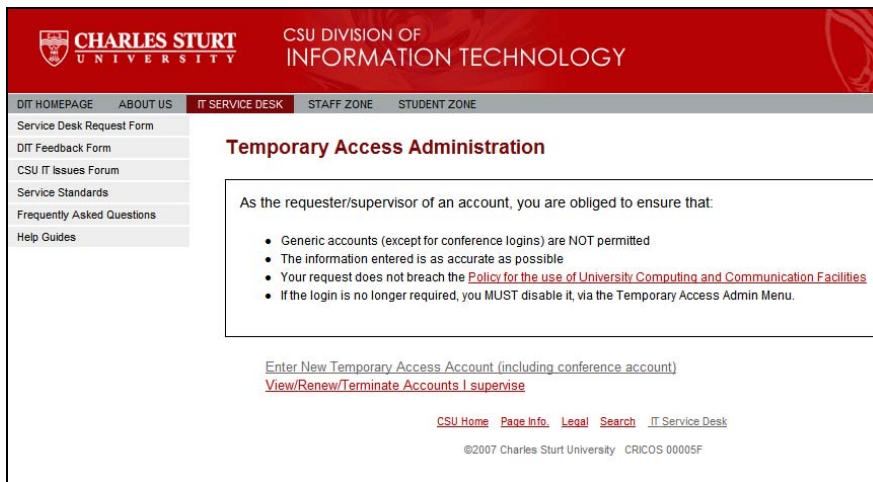 CHARLES STURT
UNIVERSITY
CSU DIVISION OF
INFORMATION TECHNOLOGY
DIT HOMEPAGE ABOUT US IT SERVICE DESK STAFF ZONE STUDENT ZONE
Service Desk Request Form
DIT Feedback Form
CSU IT Issues Forum
Service Standards
Frequently Asked Questions
Help Guides
Temporary Access Administration
As the requester/supervisor of an account, you are obliged to ensure that:
• Generic accounts (except for conference logins) are NOT permitted
• The information entered is as accurate as possible
• Your request does not breach the Policy for the use of University Computing and Communication Facilities
• If the login is no longer required, you MUST disable it, via the Temporary Access Admin Menu.
Enter New Temporary Access Account (including conference account)
View/Renew/Terminate Accounts I supervise
CSU Home Page Info. Legal Search IT Service Desk
©2007 Charles Sturt University CRICOS 00005F